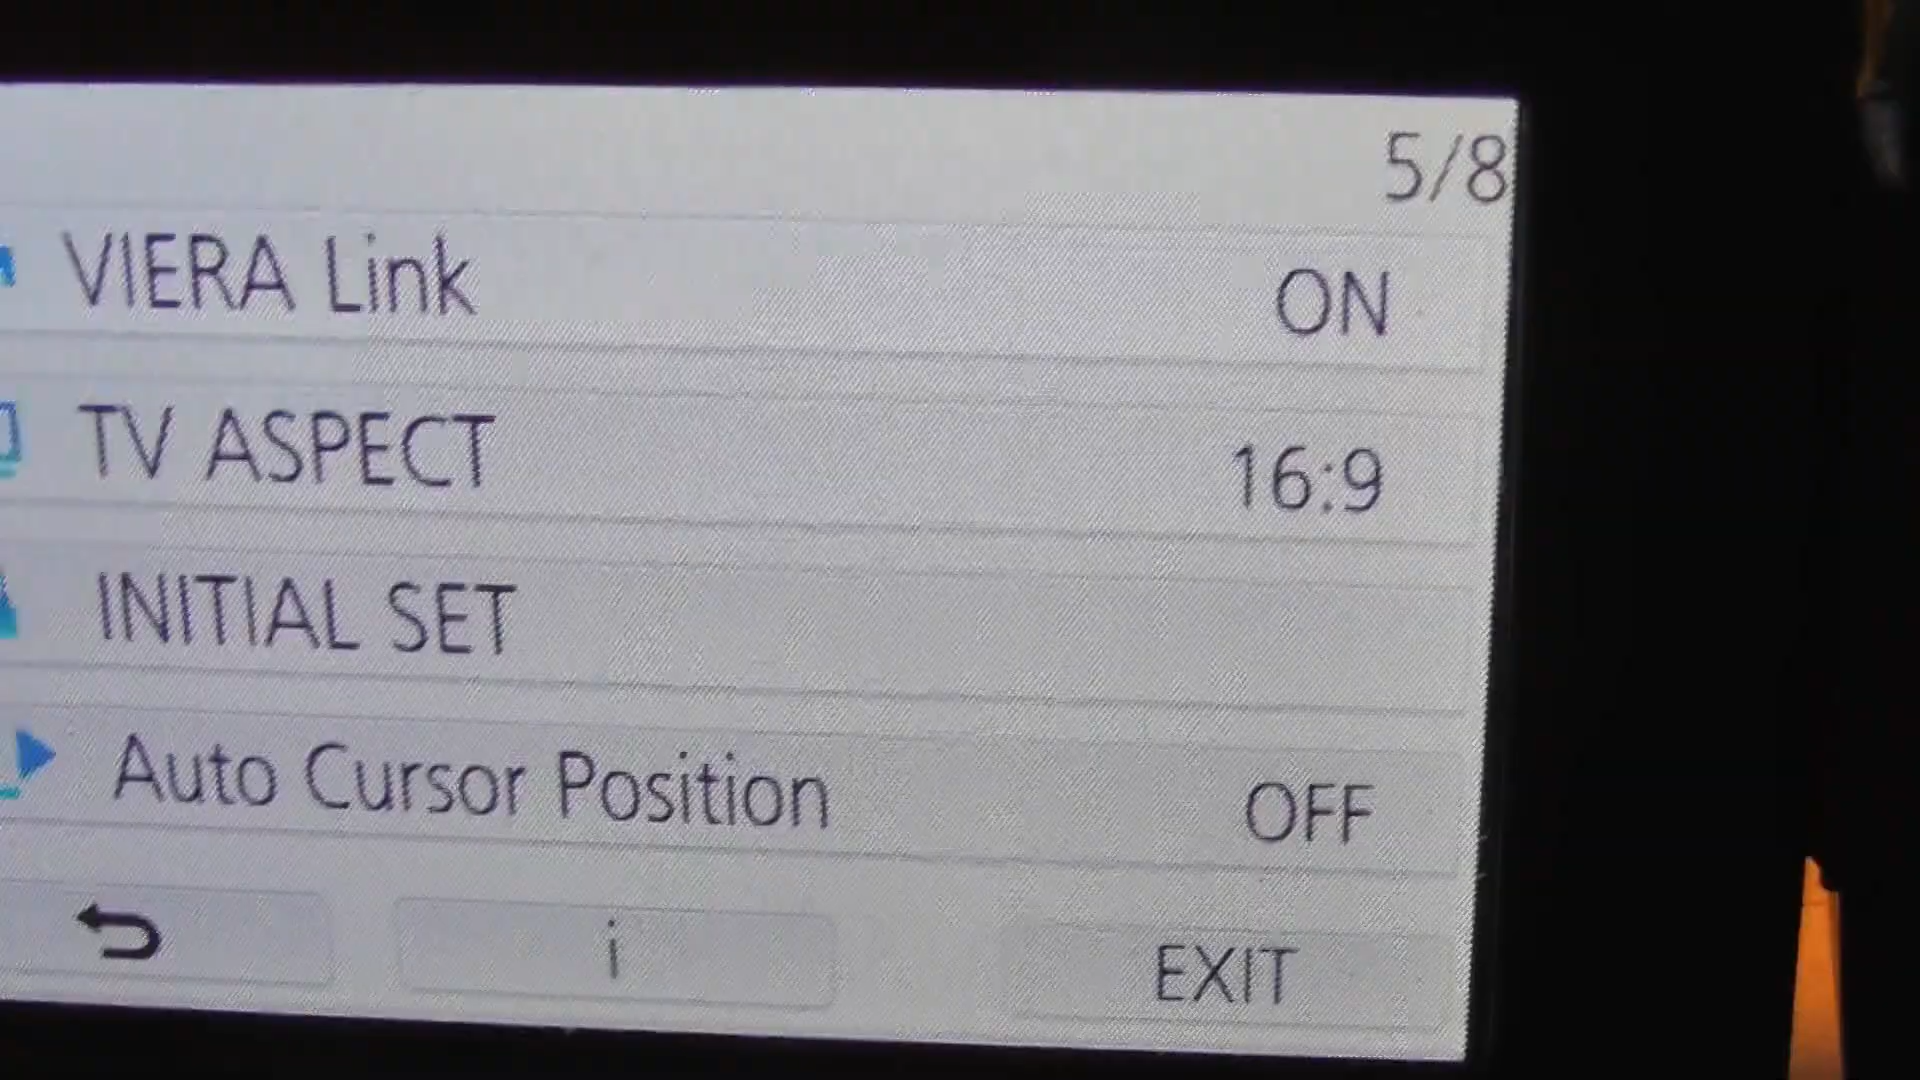 5/8
VIERA Link ON
TV ASPECT 16:9
INITIAL SET
Auto Cursor Position OFF
i EXIT